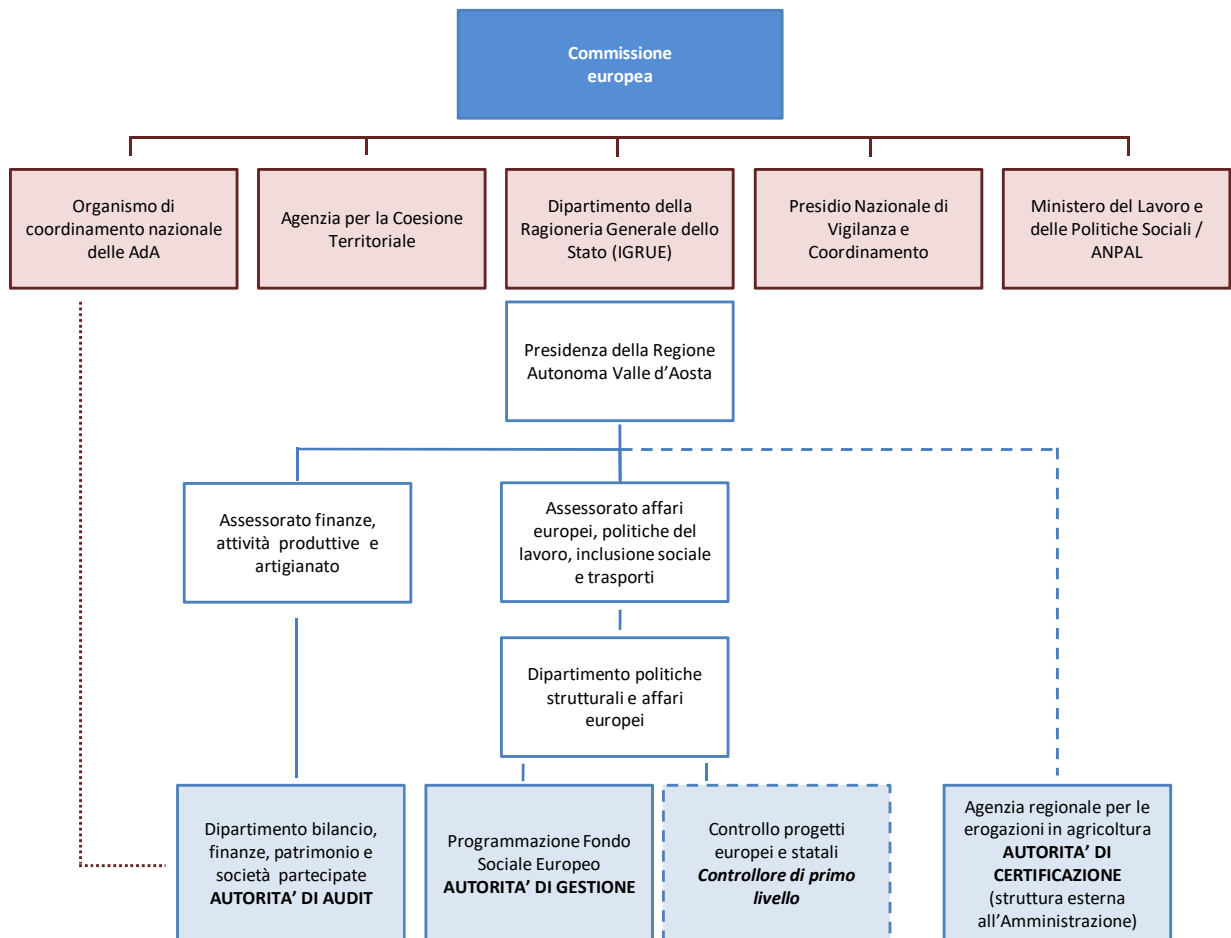 Commissione
europea
Organismo di
coordinamento nazionale
delle AdA
Agenzia per la Coesione
Territoriale
Dipartimento della
Ragioneria Generale dello
Stato (IGRUE)
Presidio Nazionale di
Vigilanza e
Coordinamento
Ministero del Lavoro e
delle Politiche Sociali /
ANPAL
Presidenza della Regione
Autonoma Valle d’Aosta
Assessorato finanze,
attività produttive e
artigianato
Assessorato affari
europei, politiche del
lavoro, inclusione sociale
e trasporti
Dipartimento politiche
strutturali e affari
europei
Dipartimento bilancio,
finanze, patrimonio e
società partecipate
AUTORITA’ DI AUDIT
Programmazione Fondo
Sociale Europeo
AUTORITA’ DI GESTIONE
Controllo progetti
europei e statali
Controllore di primo
livello
Agenzia regionale per le
erogazioni in agricoltura
AUTORITA’ DI
CERTIFICAZIONE
(struttura esterna
all’Amministrazione)